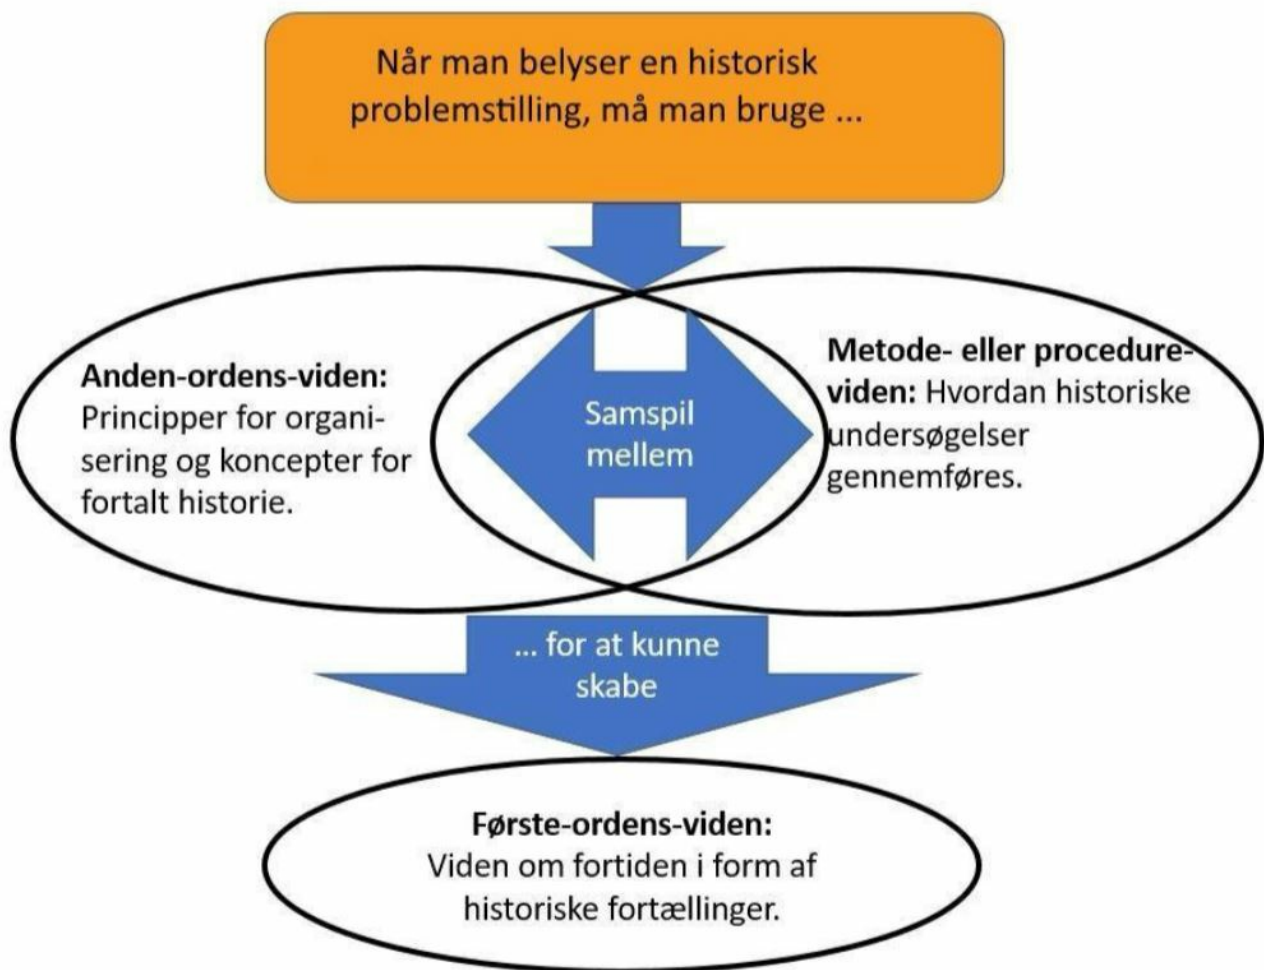 Når man belyser en historisk
problemstilling, må man bruge ...
Anden-ordens-viden:
Principper for organi-
sering og koncepter for
fortalt historie.
Samspil
mellem
Metode- eller procedure-
viden: Hvordan historiske
undersøgelser
gennemføres.
... for at kunne
skabe
Første-ordens-viden:
Viden om fortiden i form af
historiske fortællinger.